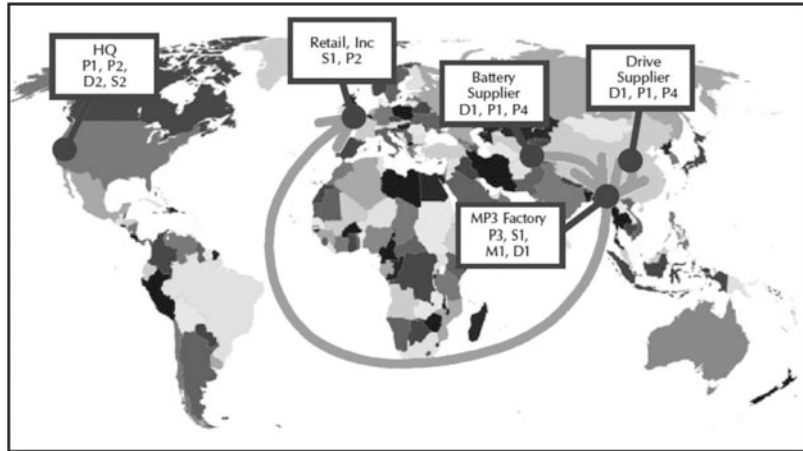 HQ
P1, P2,
D2, S2
Retail, Inc
S1, P2
Battery
Supplier
D1, P1, P4
Drive
Supplier
D1, P1, P4
MP3 Factory
P3, S1,
M1, D1